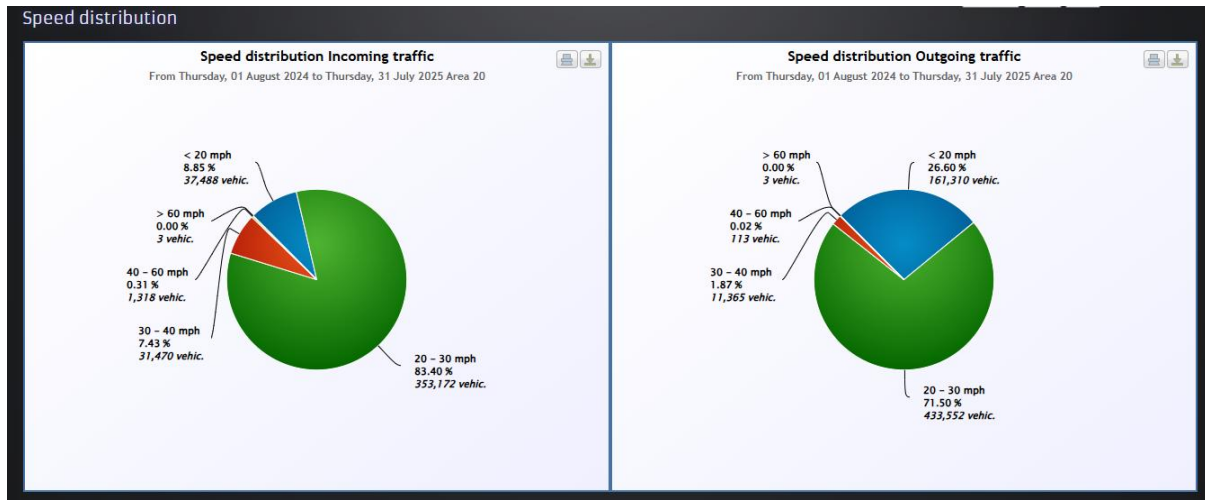 Speed distribution
Speed distribution Incoming traffic
From Thursday, 01 August 2024 to Thursday, 31 July 2025 Area 20
< 20 mph
8.85 %
37,488 vehic.
> 60 mph
0.00 %
3 vehic.
40 – 60 mph
0.31 %
1,318 vehic.
30 – 40 mph
7.43 %
31,470 vehic.
20 – 30 mph
83.40 %
353,172 vehic.
Speed distribution Outgoing traffic
From Thursday, 01 August 2024 to Thursday, 31 July 2025 Area 20
> 60 mph
0.00 %
3 vehic.
< 20 mph
26.60 %
161,310 vehic.
40 – 60 mph
0.02 %
113 vehic.
30 – 40 mph
1.87 %
11,365 vehic.
20 – 30 mph
71.50 %
433,552 vehic.